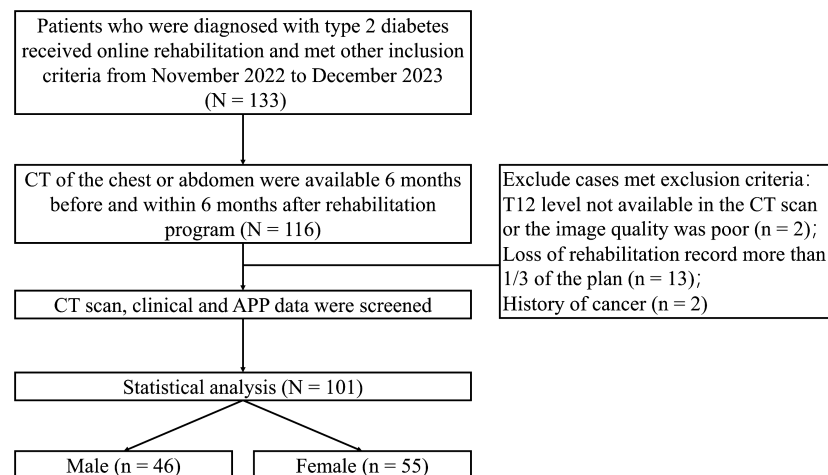 Patients who were diagnosed with type 2 diabetes
received online rehabilitation and met other inclusion
criteria from November 2022 to December 2023
(N = 133)
CT of the chest or abdomen were available 6 months
before and within 6 months after rehabilitation
program (N = 116)
Exclude cases met exclusion criteria:
T12 level not available in the CT scan
or the image quality was poor (n = 2);
Loss of rehabilitation record more than
1/3 of the plan (n = 13);
History of cancer (n = 2)
CT scan, clinical and APP data were screened
Statistical analysis (N = 101)
Male (n = 46)
Female (n = 55)